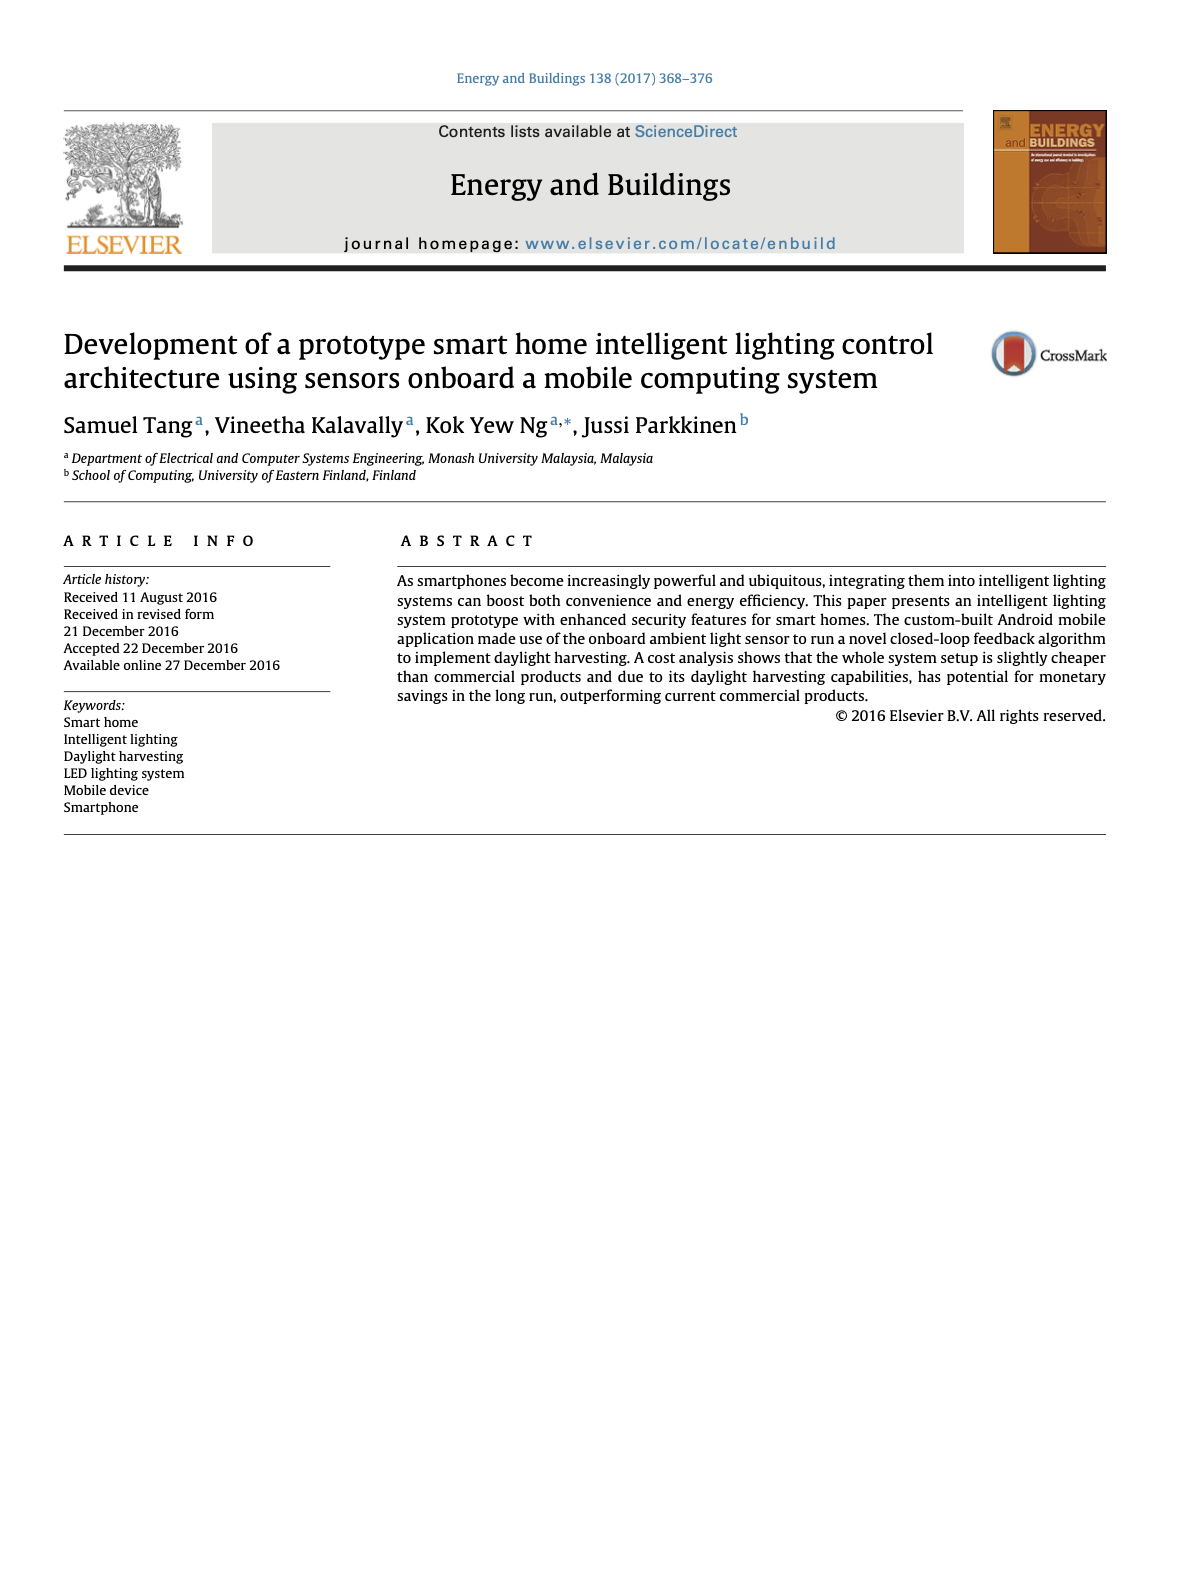 Energy and Buildings 138 (2017) 368–376
Contents lists available at ScienceDirect
Energy and Buildings
journal homepage: www.elsevier.com/locate/enbuild
ELSEVIER
ENERGY
and BUILDINGS
Development of a prototype smart home intelligent lighting control
architecture using sensors onboard a mobile computing system
CrossMark
Samuel Tang a, Vineetha Kalavally a, Kok Yew Ng a,*, Jussi Parkkinen b
a Department of Electrical and Computer Systems Engineering, Monash University Malaysia, Malaysia
b School of Computing, University of Eastern Finland, Finland
ARTICLE INFO
Article history:
Received 11 August 2016
Received in revised form
21 December 2016
Accepted 22 December 2016
Available online 27 December 2016
Keywords:
Smart home
Intelligent lighting
Daylight harvesting
LED lighting system
Mobile device
Smartphone
ABSTRACT
As smartphones become increasingly powerful and ubiquitous, integrating them into intelligent lighting
systems can boost both convenience and energy efficiency. This paper presents an intelligent lighting
system prototype with enhanced security features for smart homes. The custom-built Android mobile
application made use of the onboard ambient light sensor to run a novel closed-loop feedback algorithm
to implement daylight harvesting. A cost analysis shows that the whole system setup is slightly cheaper
than commercial products and due to its daylight harvesting capabilities, has potential for monetary
savings in the long run, outperforming current commercial products.
© 2016 Elsevier B.V. All rights reserved.